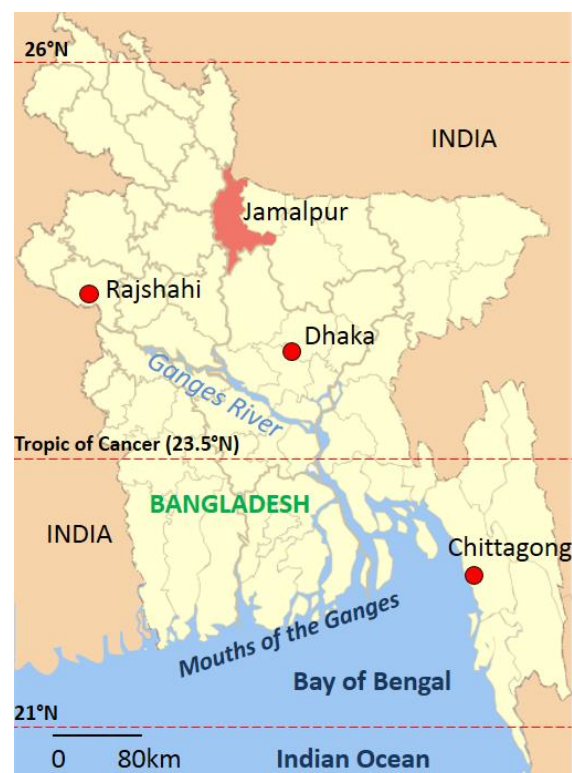 26°N
INDIA
Jamalpur
Rajshahi
Dhaka
Ganges River
Tropic of Cancer (23.5°N)
BANGLADESH
INDIA
Chittagong
Mouths of the Ganges
Bay of Bengal
21°N
0 80km
Indian Ocean